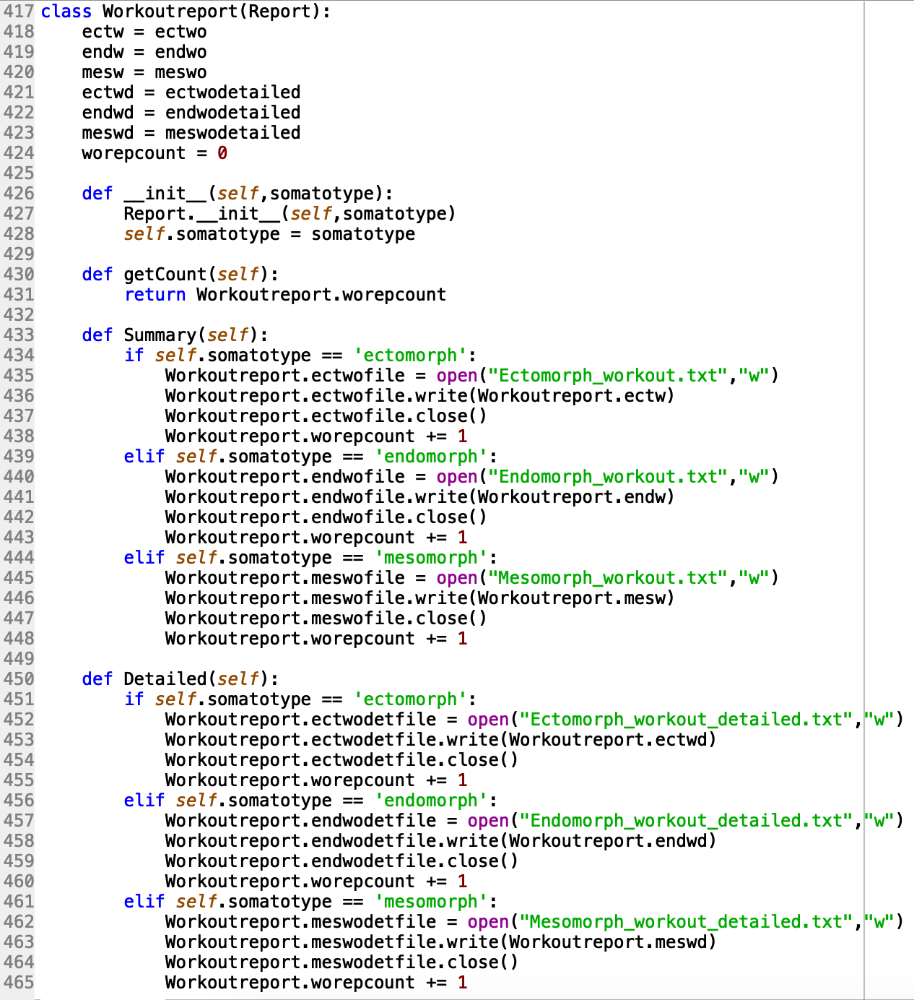 417 class Workoutreport(Report):
418     ectw = ectwo
419     endw = endwo
420     mesw = meswo
421     ectwd = ectwodetailed
422     endwd = endwodetailed
423     meswd = meswodetailed
424     worepcount = 0
425
426     def __init__(self,somatotype):
427         Report.__init__(self,somatotype)
428         self.somatotype = somatotype
429
430     def getCount(self):
431         return Workoutreport.worepcount
432
433     def Summary(self):
434         if self.somatotype == 'ectomorph':
435             Workoutreport.ectwofile = open("Ectomorph_workout.txt","w")
436             Workoutreport.ectwofile.write(Workoutreport.ectw)
437             Workoutreport.ectwofile.close()
438             Workoutreport.worepcount += 1
439         elif self.somatotype == 'endomorph':
440             Workoutreport.endwofile = open("Endomorph_workout.txt","w")
441             Workoutreport.endwofile.write(Workoutreport.endw)
442             Workoutreport.endwofile.close()
443             Workoutreport.worepcount += 1
444         elif self.somatotype == 'mesomorph':
445             Workoutreport.meswofile = open("Mesomorph_workout.txt","w")
446             Workoutreport.meswofile.write(Workoutreport.mesw)
447             Workoutreport.meswofile.close()
448             Workoutreport.worepcount += 1
449
450     def Detailed(self):
451         if self.somatotype == 'ectomorph':
452             Workoutreport.ectwodetfile = open("Ectomorph_workout_detailed.txt","w")
453             Workoutreport.ectwodetfile.write(Workoutreport.ectwd)
454             Workoutreport.ectwodetfile.close()
455             Workoutreport.worepcount += 1
456         elif self.somatotype == 'endomorph':
457             Workoutreport.endwodetfile = open("Endomorph_workout_detailed.txt","w")
458             Workoutreport.endwodetfile.write(Workoutreport.endwd)
459             Workoutreport.endwodetfile.close()
460             Workoutreport.worepcount += 1
461         elif self.somatotype == 'mesomorph':
462             Workoutreport.meswodetfile = open("Mesomorph_workout_detailed.txt","w")
463             Workoutreport.meswodetfile.write(Workoutreport.meswd)
464             Workoutreport.meswodetfile.close()
465             Workoutreport.worepcount += 1